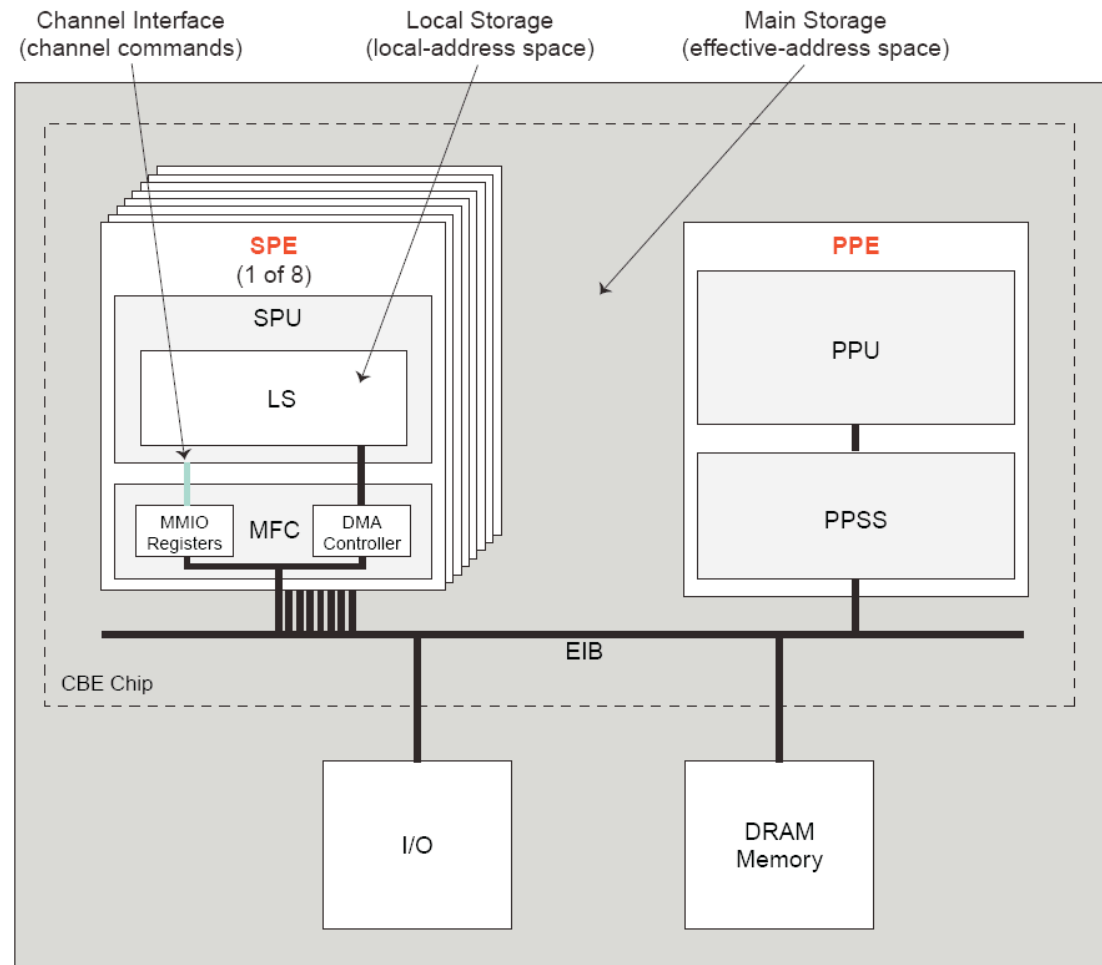 Channel Interface
(channel commands)
Local Storage
(local-address space)
Main Storage
(effective-address space)
SPE
(1 of 8)
SPU
LS
MMIO
Registers
MFC
DMA
Controller
PPE
PPU
PPSS
EIB
CBE Chip
I/O
DRAM
Memory